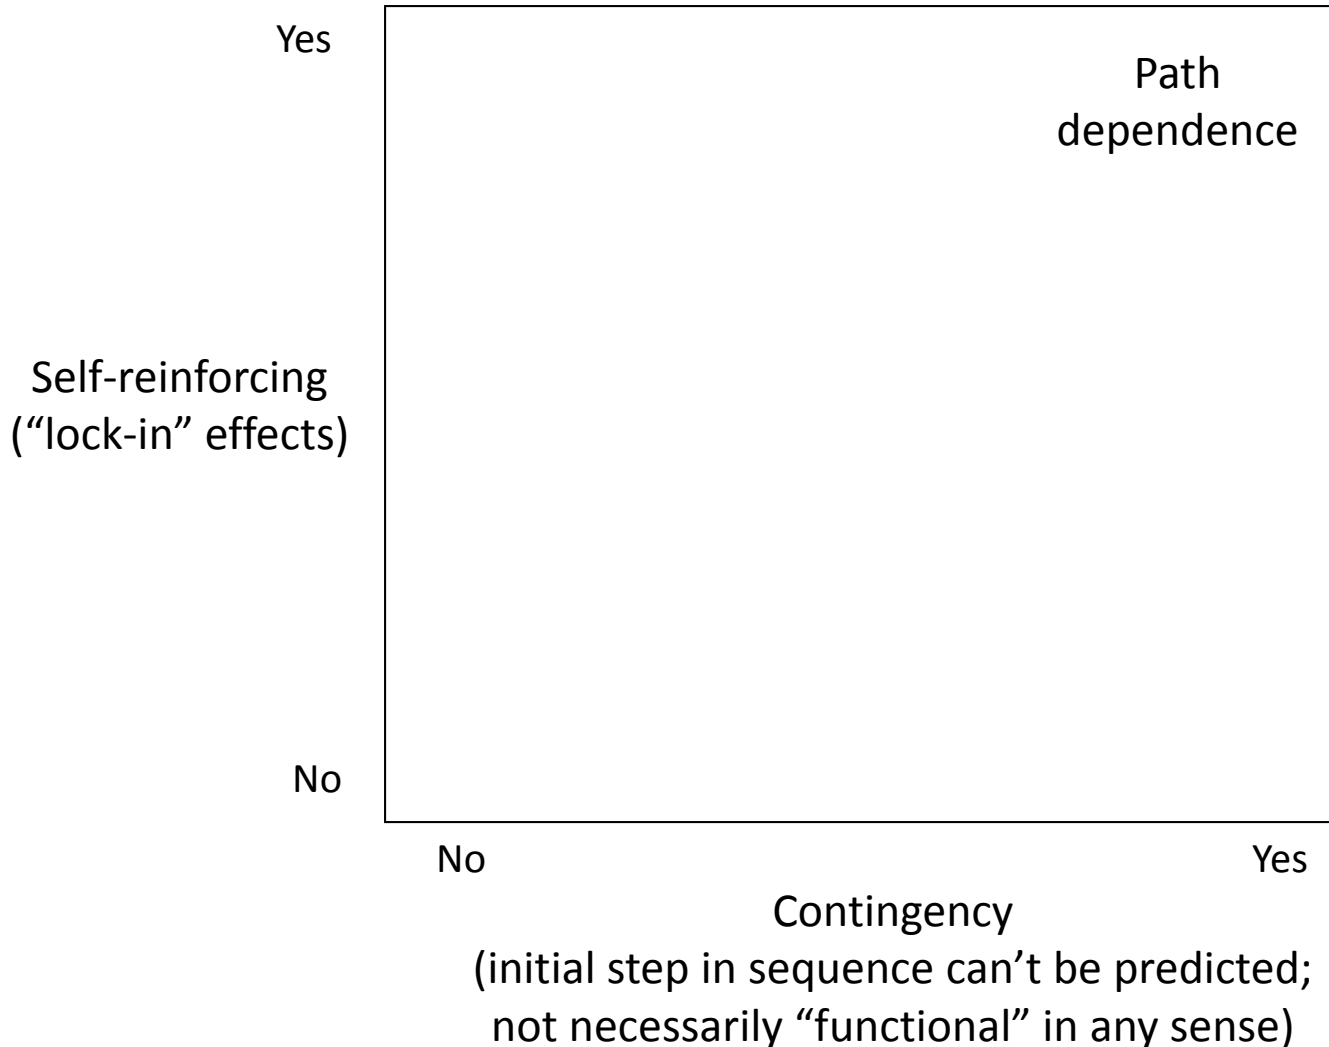 Yes
Path
dependence
Self-reinforcing
(“lock-in” effects)
No
No
Yes
Contingency
(initial step in sequence can’t be predicted;
not necessarily “functional” in any sense)